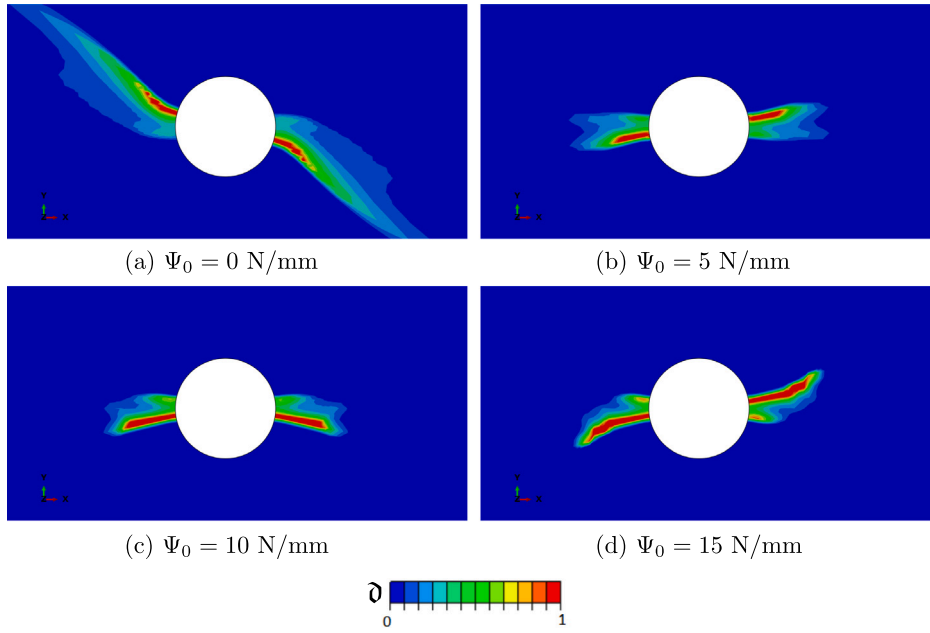 Y
Z X
Y
Z X
(a) Ψ₀ = 0 N/mm
(b) Ψ₀ = 5 N/mm
Y
Z X
Y
Z X
(c) Ψ₀ = 10 N/mm
(d) Ψ₀ = 15 N/mm
𝔡
0 1